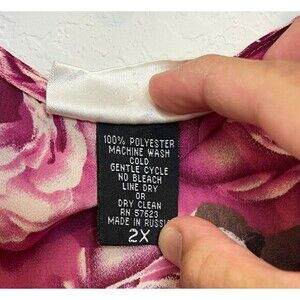 100% POLYESTER
MACHINE WASH
COLD
GENTLE CYCLE
NO BLEACH
LINE DRY
OR
DRY CLEAN
RN 57623
MADE IN RUSSIA
2X